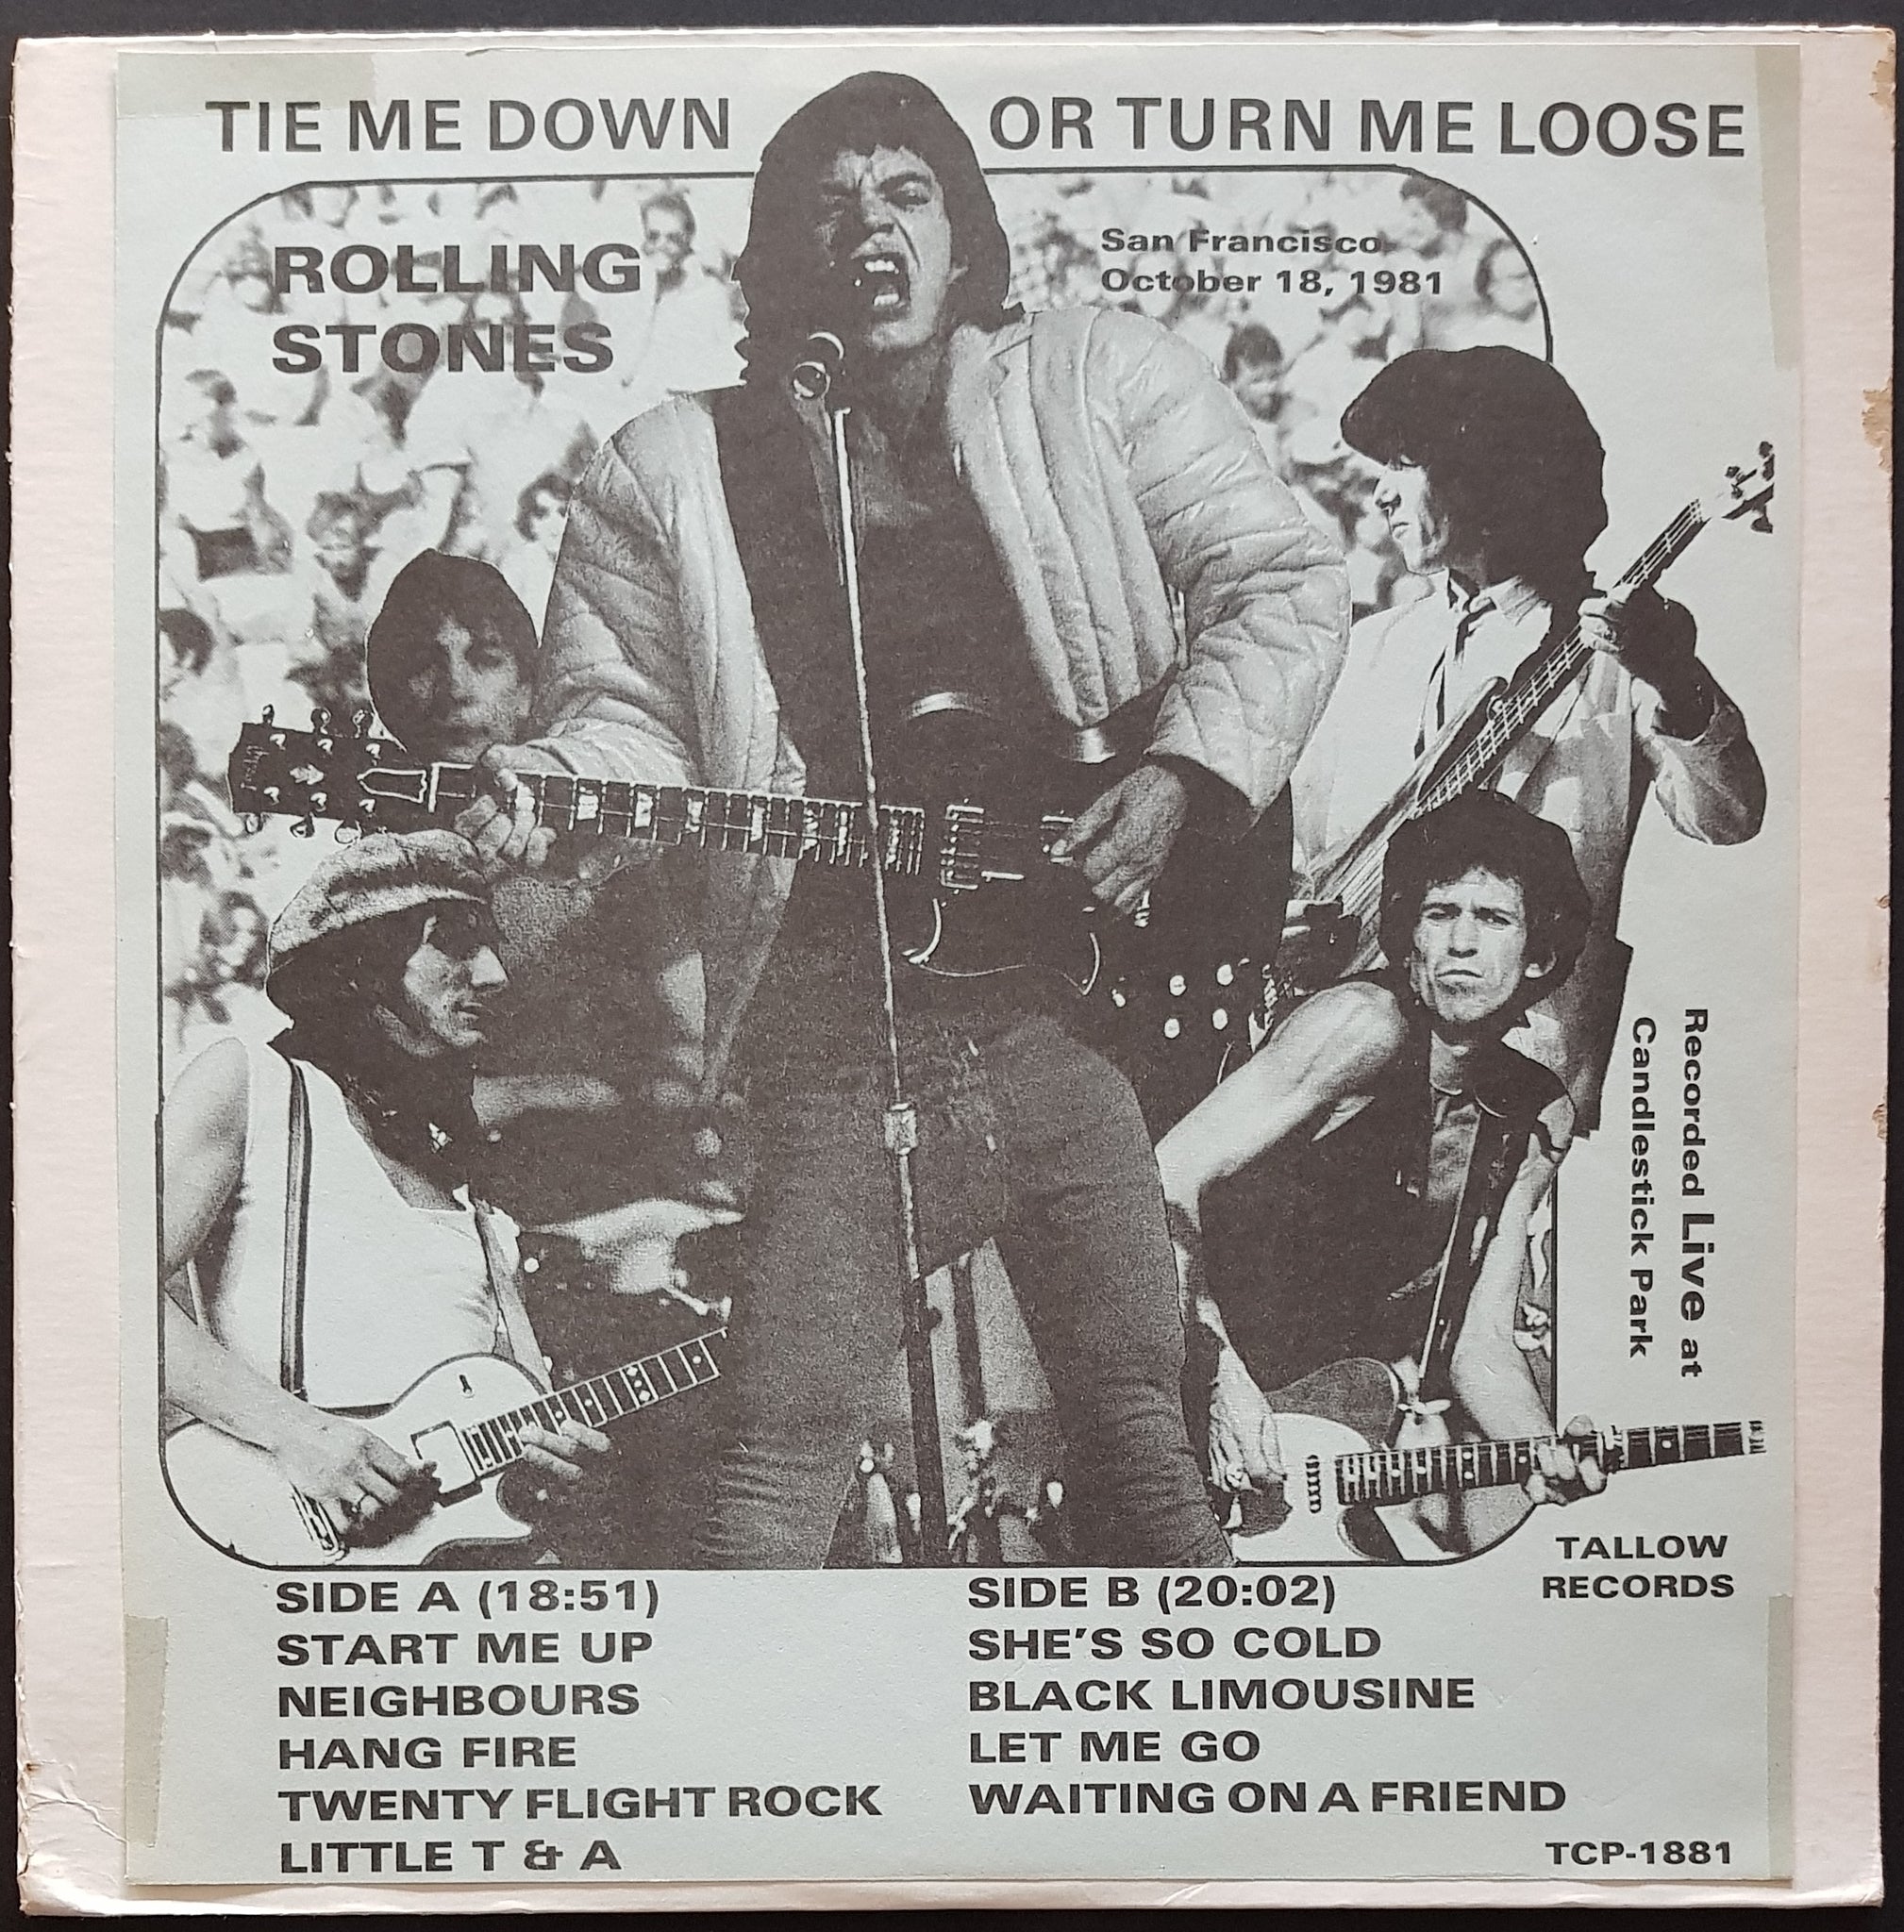 TIE ME DOWN OR TURN ME LOOSE
ROLLING
STONES
San Francisco
October 18, 1981
Gibson
Recorded Live at
Candlestick Park
TALLOW
RECORDS
SIDE A (18:51)
START ME UP
NEIGHBOURS
HANG FIRE
TWENTY FLIGHT ROCK
LITTLE T & A
SIDE B (20:02)
SHE'S SO COLD
BLACK LIMOUSINE
LET ME GO
WAITING ON A FRIEND
TCP-1881